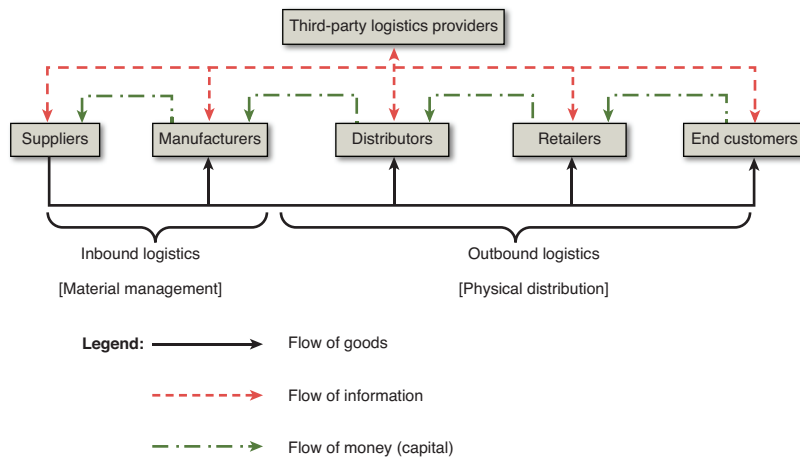 Third-party logistics providers
Suppliers
Manufacturers
Distributors
Retailers
End customers
Inbound logistics
Outbound logistics
[Material management]
[Physical distribution]
Legend:
Flow of goods
Flow of information
Flow of money (capital)